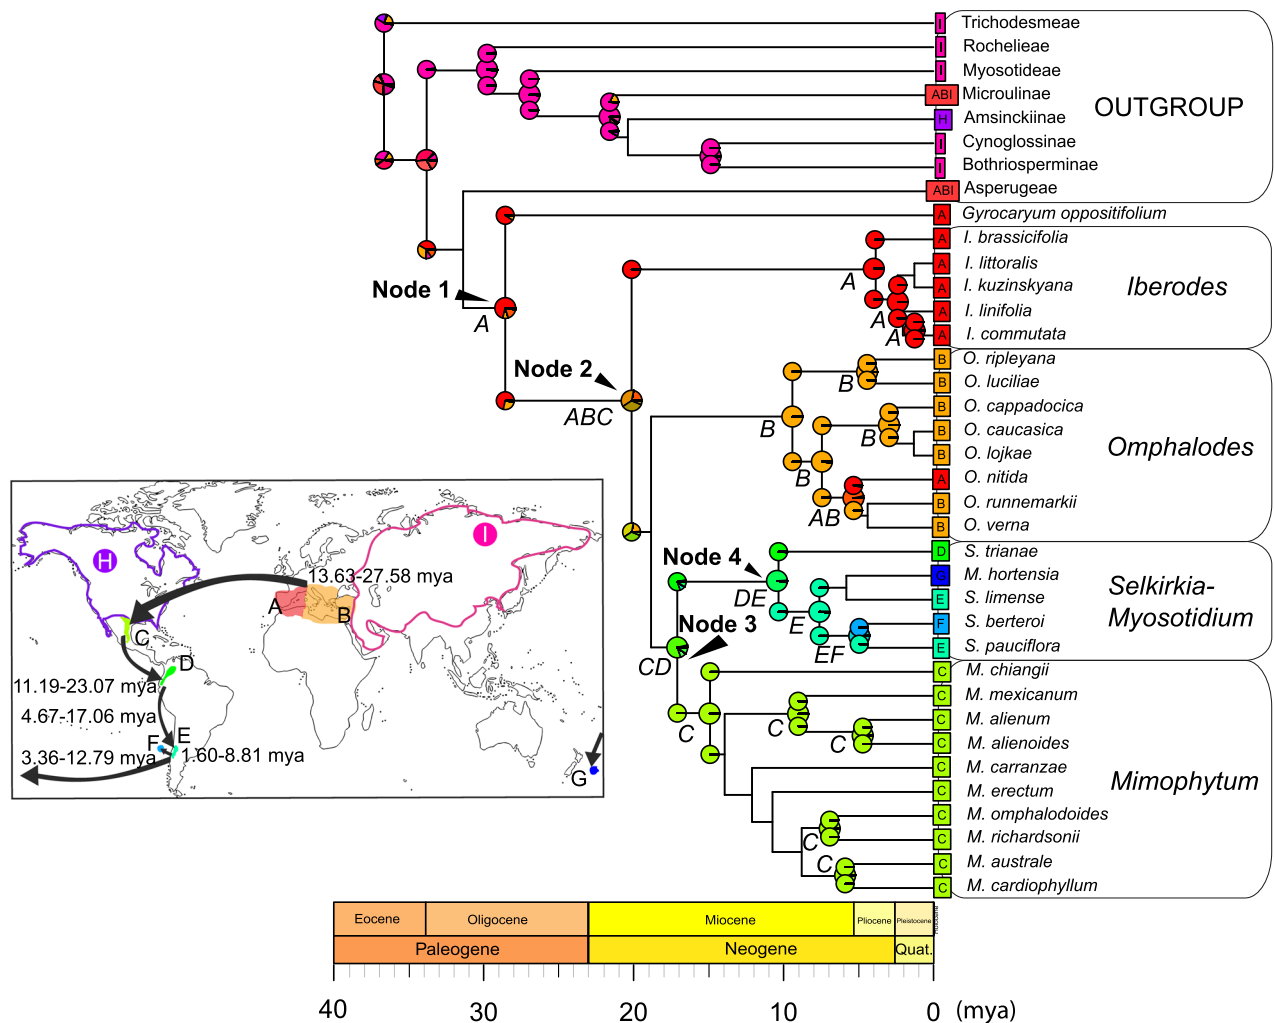 I Trichodesmeae
I Rochelieae
I Myosotideae
ABI Microulinae
OUTGROUP
H Amsinckiinae
I Cynoglossinae
I Bothriosperminae
ABI Asperugeae
A Gyrocaryum oppositifolium
A I. brassicifolia
A I. littoralis
A I. kuzinskyana
Iberodes
A I. linifolia
A I. commutata
Node 1
A
A
A
A
B O. ripleyana
B O. luciliae
B O. cappadocica
B O. caucasica
Omphalodes
B O. lojkae
A O. nitida
B O. runnemarkii
B O. verna
Node 2
ABC
B
B
B
B
AB
D S. trianae
G M. hortensia
Selkirkia-
Myosotidium
E S. limense
F S. berteroi
E S. pauciflora
Node 4
DE
E
EF
Node 3
CD
C M. chiangii
C M. mexicanum
C M. alienum
C M. alienoides
C M. carranzae
Mimophytum
C M. erectum
C M. omphalodoides
C M. richardsonii
C M. australe
C M. cardiophyllum
C
C
C
C
C
H
I
13.63-27.58 mya
A
B
C
D
11.19-23.07 mya
4.67-17.06 mya
E
F
1.60-8.81 mya
3.36-12.79 mya
G
Eocene Oligocene Miocene Pliocene Pleistocene Holocene
Paleogene Neogene Quat.
40 30 20 10 0 (mya)